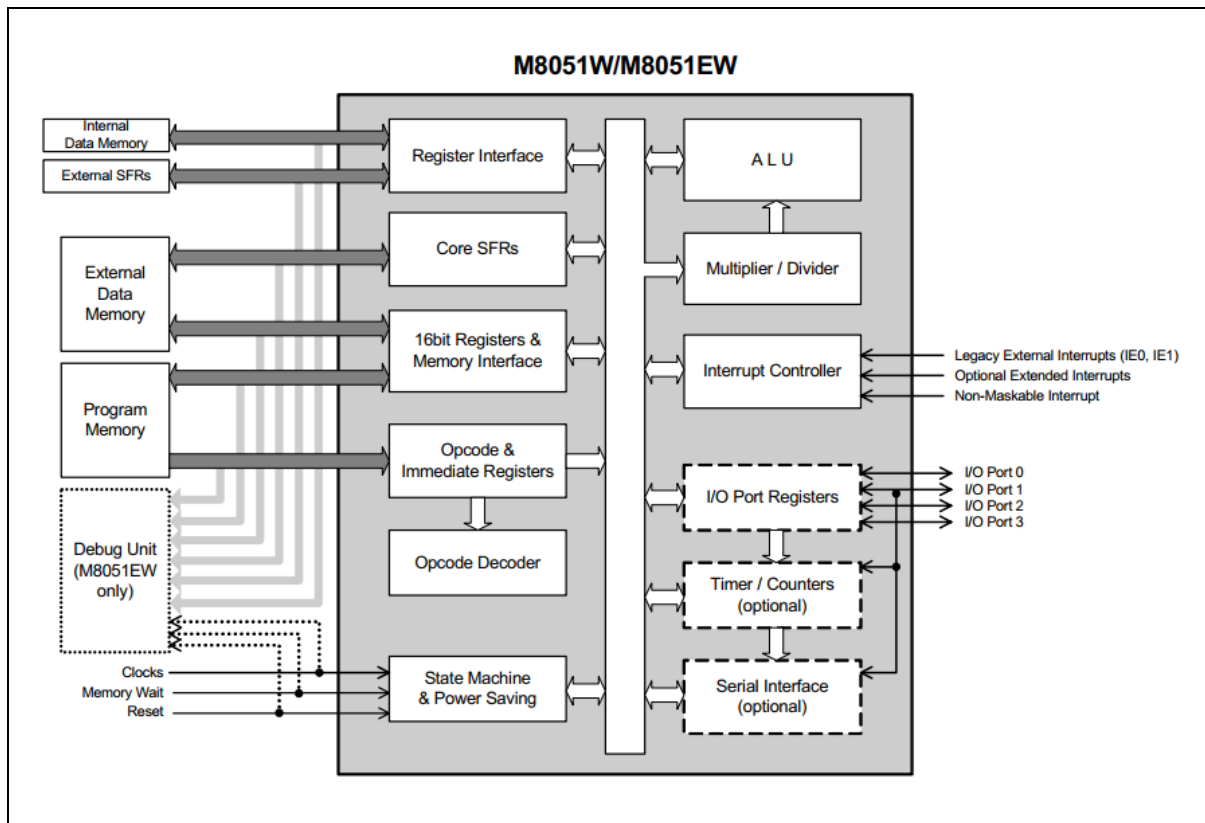 M8051W/M8051EW
Internal
Data Memory
External SFRs
External
Data
Memory
Program
Memory
Debug Unit
(M8051EW
only)
Clocks
Memory Wait
Reset
Register Interface
Core SFRs
16bit Registers &
Memory Interface
Opcode &
Immediate Registers
Opcode Decoder
State Machine
& Power Saving
A L U
Multiplier / Divider
Interrupt Controller
I/O Port Registers
Timer / Counters
(optional)
Serial Interface
(optional)
Legacy External Interrupts (IE0, IE1)
Optional Extended Interrupts
Non-Maskable Interrupt
I/O Port 0
I/O Port 1
I/O Port 2
I/O Port 3